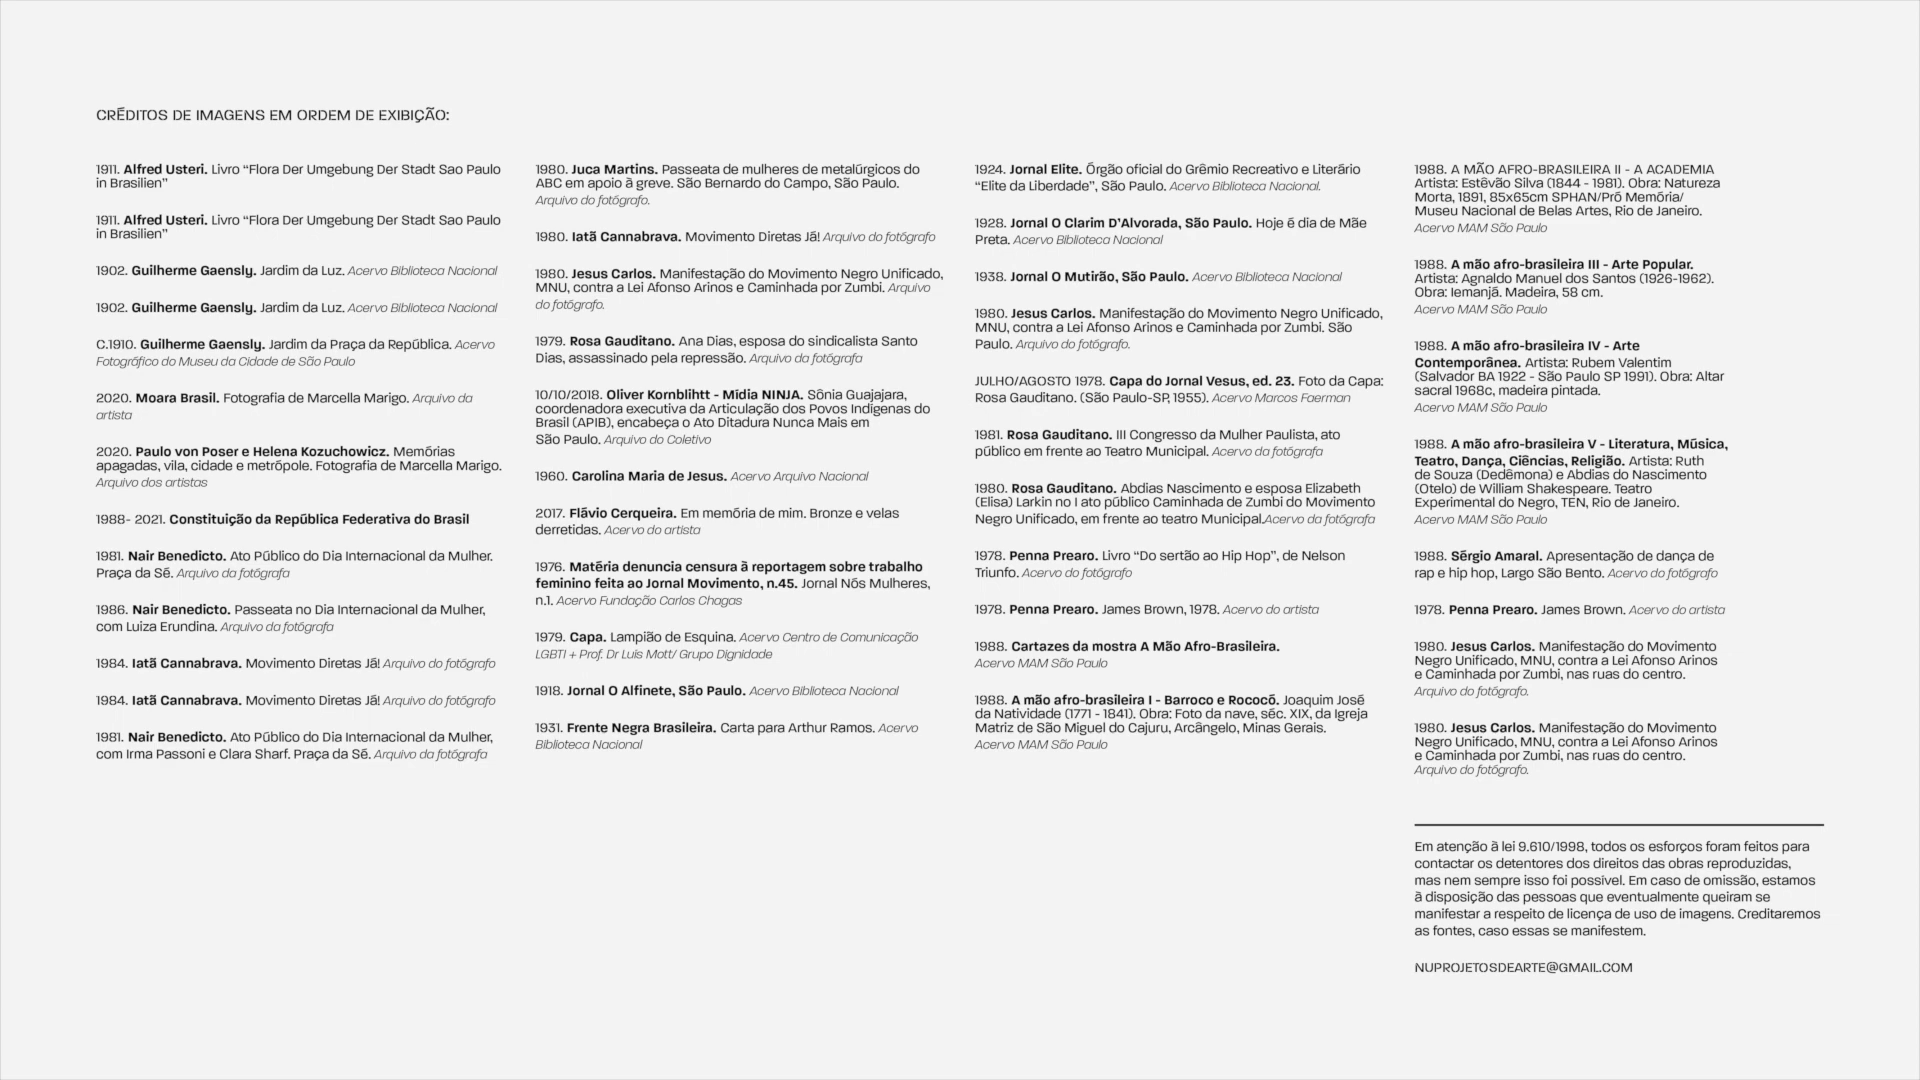 CRÉDITOS DE IMAGENS EM ORDEM DE EXIBIÇÃO:
1911. Alfred Usteri. Livro “Flora Der Umgebung Der Stadt Sao Paulo
in Brasilien”
1911. Alfred Usteri. Livro “Flora Der Umgebung Der Stadt Sao Paulo
in Brasilien”
1902. Guilherme Gaensly. Jardim da Luz. Acervo Biblioteca Nacional
1902. Guilherme Gaensly. Jardim da Luz. Acervo Biblioteca Nacional
C.1910. Guilherme Gaensly. Jardim da Praça da República. Acervo
Fotográfico do Museu da Cidade de São Paulo
2020. Moara Brasil. Fotografia de Marcella Marigo. Arquivo da
artista
2020. Paulo von Poser e Helena Kozuchowicz. Memórias
apagadas, vila, cidade e metrópole. Fotografia de Marcella Marigo.
Arquivo dos artistas
1988- 2021. Constituição da República Federativa do Brasil
1981. Nair Benedicto. Ato Público do Dia Internacional da Mulher.
Praça da Sé. Arquivo da fotógrafa
1986. Nair Benedicto. Passeata no Dia Internacional da Mulher,
com Luiza Erundina. Arquivo da fotógrafa
1984. Iatã Cannabrava. Movimento Diretas Já! Arquivo do fotógrafo
1984. Iatã Cannabrava. Movimento Diretas Já! Arquivo do fotógrafo
1981. Nair Benedicto. Ato Público do Dia Internacional da Mulher,
com Irma Passoni e Clara Sharf. Praça da Sé. Arquivo da fotógrafa
1980. Juca Martins. Passeata de mulheres de metalúrgicos do
ABC em apoio à greve. São Bernardo do Campo, São Paulo.
Arquivo do fotógrafo.
1980. Iatã Cannabrava. Movimento Diretas Já! Arquivo do fotógrafo
1980. Jesus Carlos. Manifestação do Movimento Negro Unificado,
MNU, contra a Lei Afonso Arinos e Caminhada por Zumbi. Arquivo
do fotógrafo.
1979. Rosa Gauditano. Ana Dias, esposa do sindicalista Santo
Dias, assassinado pela repressão. Arquivo da fotógrafa
10/10/2018. Oliver Kornblihtt - Mídia NINJA. Sônia Guajajara,
coordenadora executiva da Articulação dos Povos Indígenas do
Brasil (APIB), encabeça o Ato Ditadura Nunca Mais em
São Paulo. Arquivo do Coletivo
1960. Carolina Maria de Jesus. Acervo Arquivo Nacional
2017. Flávio Cerqueira. Em memória de mim. Bronze e velas
derretidas. Acervo do artista
1976. Matéria denuncia censura à reportagem sobre trabalho
feminino feita ao Jornal Movimento, n.45. Jornal Nós Mulheres,
n.1. Acervo Fundação Carlos Chagas
1979. Capa. Lampião de Esquina. Acervo Centro de Comunicação
LGBTI + Prof. Dr Luis Mott/ Grupo Dignidade
1918. Jornal O Alfinete, São Paulo. Acervo Biblioteca Nacional
1931. Frente Negra Brasileira. Carta para Arthur Ramos. Acervo
Biblioteca Nacional
1924. Jornal Elite. Órgão oficial do Grêmio Recreativo e Literário
“Elite da Liberdade”, São Paulo. Acervo Biblioteca Nacional.
1928. Jornal O Clarim D’Alvorada, São Paulo. Hoje é dia de Mãe
Preta. Acervo Biblioteca Nacional
1938. Jornal O Mutirão, São Paulo. Acervo Biblioteca Nacional
1980. Jesus Carlos. Manifestação do Movimento Negro Unificado,
MNU, contra a Lei Afonso Arinos e Caminhada por Zumbi. São
Paulo. Arquivo do fotógrafo.
JULHO/AGOSTO 1978. Capa do Jornal Vesus, ed. 23. Foto da Capa:
Rosa Gauditano. (São Paulo-SP, 1955). Acervo Marcos Faerman
1981. Rosa Gauditano. III Congresso da Mulher Paulista, ato
público em frente ao Teatro Municipal. Acervo da fotógrafa
1980. Rosa Gauditano. Abdias Nascimento e esposa Elizabeth
(Elisa) Larkin no I ato público Caminhada de Zumbi do Movimento
Negro Unificado, em frente ao teatro Municipal.Acervo da fotógrafa
1978. Penna Prearo. Livro “Do sertão ao Hip Hop”, de Nelson
Triunfo. Acervo do fotógrafo
1978. Penna Prearo. James Brown, 1978. Acervo do artista
1988. Cartazes da mostra A Mão Afro-Brasileira.
Acervo MAM São Paulo
1988. A mão afro-brasileira I - Barroco e Rococó. Joaquim José
da Natividade (1771 - 1841). Obra: Foto da nave, séc. XIX, da Igreja
Matriz de São Miguel do Cajuru, Arcângelo, Minas Gerais.
Acervo MAM São Paulo
1988. A MÃO AFRO-BRASILEIRA II - A ACADEMIA
Artista: Estêvão Silva (1844 - 1981). Obra: Natureza
Morta, 1891, 85x65cm SPHAN/Pró Memória/
Museu Nacional de Belas Artes, Rio de Janeiro.
Acervo MAM São Paulo
1988. A mão afro-brasileira III - Arte Popular.
Artista: Agnaldo Manuel dos Santos (1926-1962).
Obra: Iemanjá. Madeira, 58 cm.
Acervo MAM São Paulo
1988. A mão afro-brasileira IV - Arte
Contemporânea. Artista: Rubem Valentim
(Salvador BA 1922 - São Paulo SP 1991). Obra: Altar
sacral 1968c, madeira pintada.
Acervo MAM São Paulo
1988. A mão afro-brasileira V - Literatura, Música,
Teatro, Dança, Ciências, Religião. Artista: Ruth
de Souza (Dedêmona) e Abdias do Nascimento
(Otelo) de William Shakespeare. Teatro
Experimental do Negro, TEN, Rio de Janeiro.
Acervo MAM São Paulo
1988. Sérgio Amaral. Apresentação de dança de
rap e hip hop, Largo São Bento. Acervo do fotógrafo
1978. Penna Prearo. James Brown. Acervo do artista
1980. Jesus Carlos. Manifestação do Movimento
Negro Unificado, MNU, contra a Lei Afonso Arinos
e Caminhada por Zumbi, nas ruas do centro.
Arquivo do fotógrafo.
1980. Jesus Carlos. Manifestação do Movimento
Negro Unificado, MNU, contra a Lei Afonso Arinos
e Caminhada por Zumbi, nas ruas do centro.
Arquivo do fotógrafo.
Em atenção à lei 9.610/1998, todos os esforços foram feitos para
contactar os detentores dos direitos das obras reproduzidas,
mas nem sempre isso foi possível. Em caso de omissão, estamos
à disposição das pessoas que eventualmente queiram se
manifestar a respeito de licença de uso de imagens. Creditaremos
as fontes, caso essas se manifestem.
NUPROJETOSDEARTE@GMAIL.COM